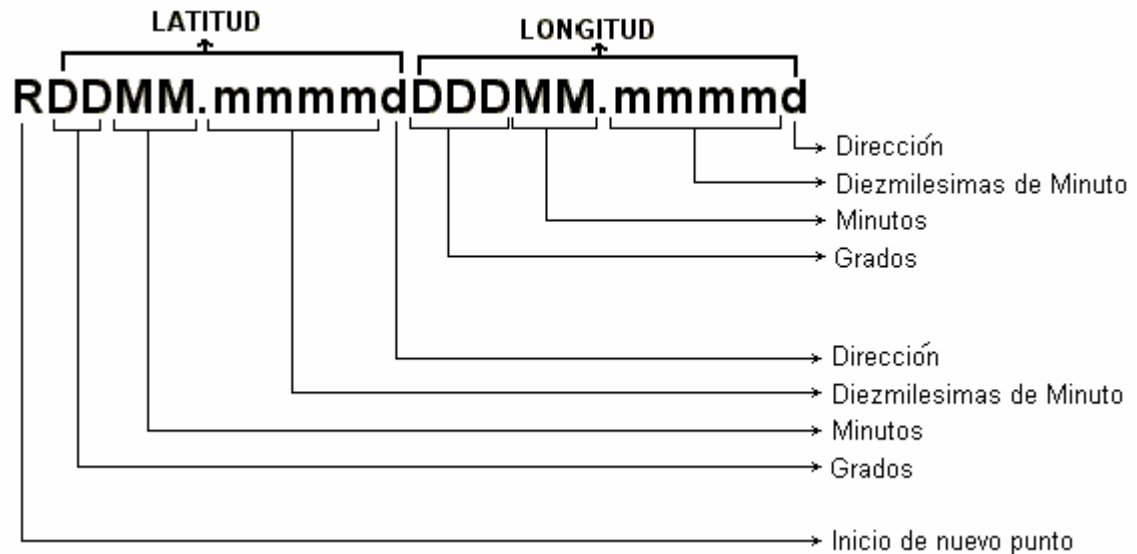 LATITUD
LONGITUD
RDDMM.mmmmdDDDMM.mmmmd
Dirección
Diezmilesimas de Minuto
Minutos
Grados
Dirección
Diezmilesimas de Minuto
Minutos
Grados
Inicio de nuevo punto